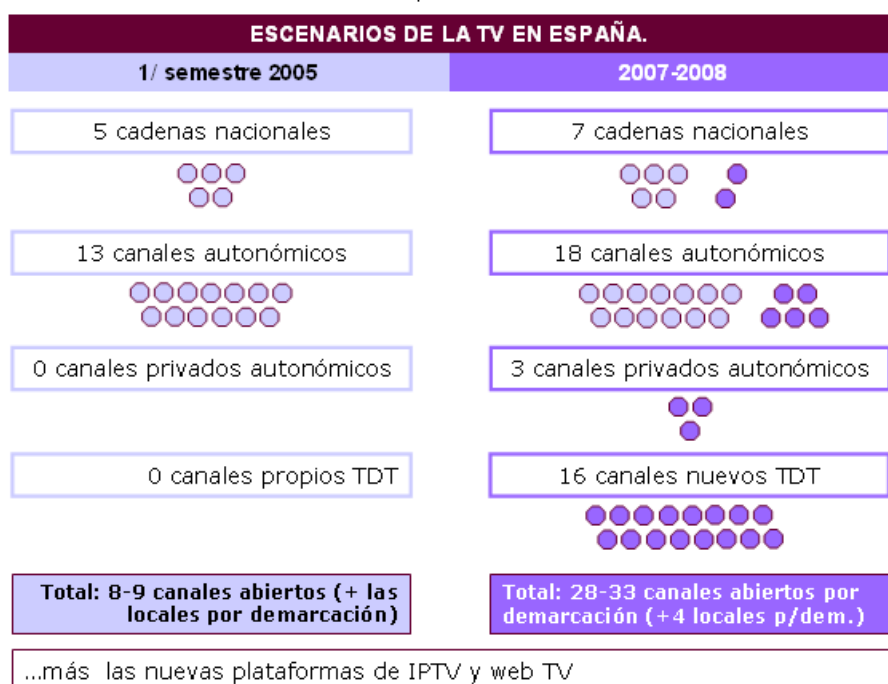 ESCENARIOS DE LA TV EN ESPAÑA.
1/ semestre 2005
2007-2008
5 cadenas nacionales
7 cadenas nacionales
13 canales autonómicos
18 canales autonómicos
0 canales privados autonómicos
3 canales privados autonómicos
0 canales propios TDT
16 canales nuevos TDT
Total: 8-9 canales abiertos (+ las
locales por demarcación)
Total: 28-33 canales abiertos por
demarcación (+4 locales p/dem.)
...más las nuevas plataformas de IPTV y web TV